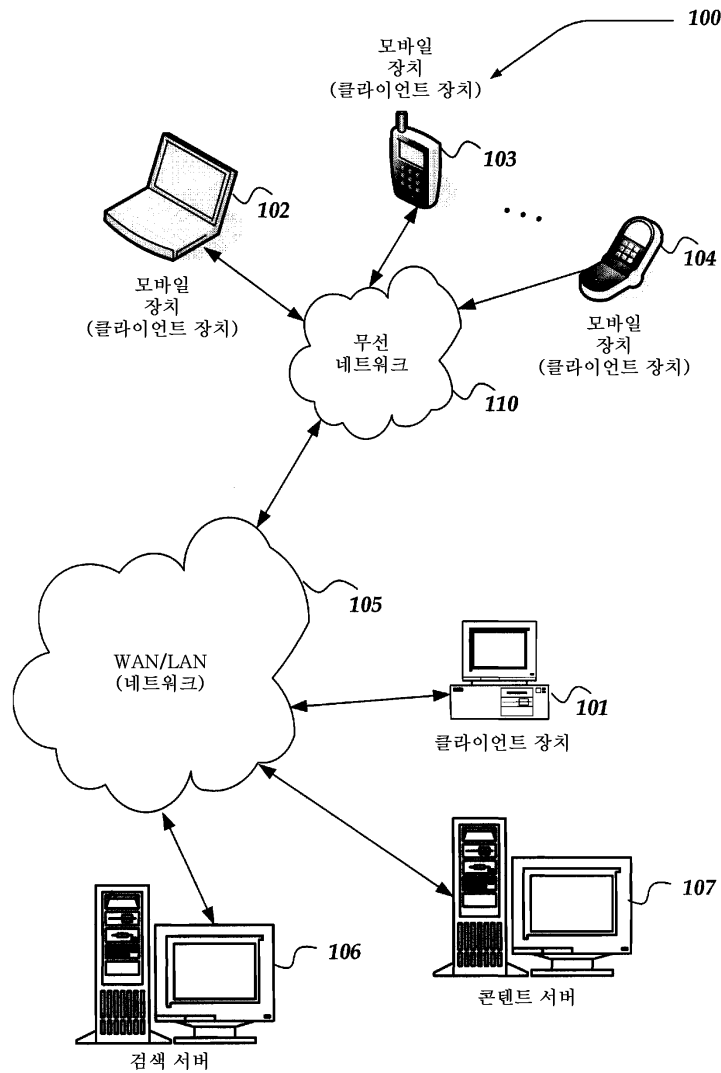 100
모바일
장치
(클라이언트 장치)
103
102
모바일
장치
(클라이언트 장치)
104
모바일
장치
(클라이언트 장치)
무선
네트워크
110
105
WAN/LAN
(네트워크)
101
클라이언트 장치
107
콘텐트 서버
106
검색 서버